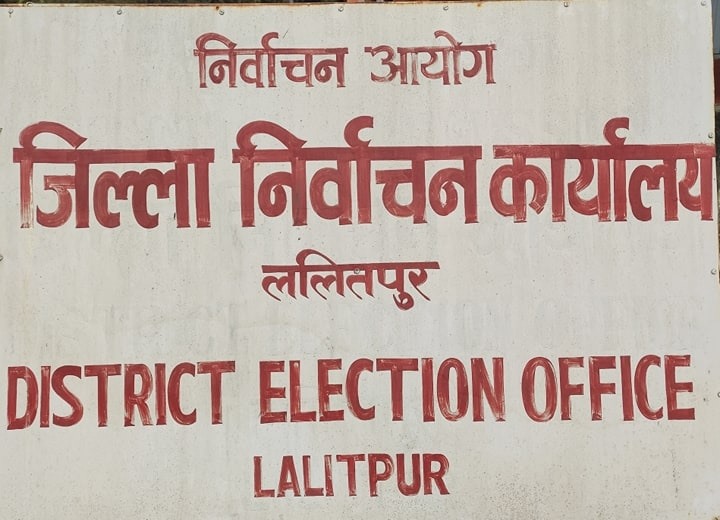 निर्वाचन आयोग
जिल्ला निर्वाचन कार्यालय
ललितपुर
DISTRICT ELECTION OFFICE
LALITPUR